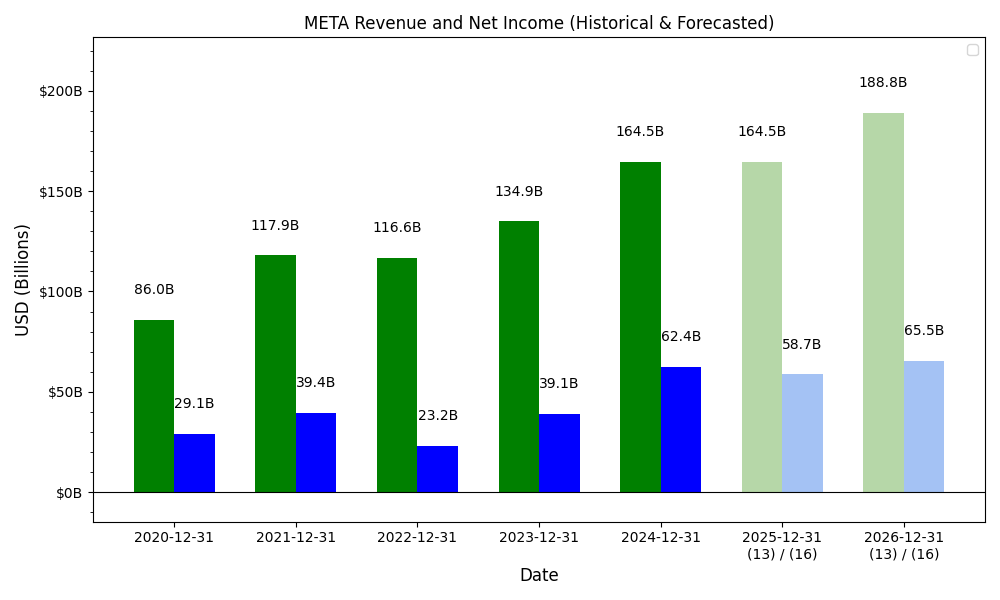 META Revenue and Net Income (Historical & Forecasted)
USD (Billions)
$200B
$150B
$100B
$50B
$0B
86.0B
29.1B
117.9B
39.4B
116.6B
23.2B
134.9B
39.1B
164.5B
62.4B
164.5B
58.7B
188.8B
65.5B
2020-12-31
2021-12-31
2022-12-31
2023-12-31
2024-12-31
2025-12-31
(13) / (16)
2026-12-31
(13) / (16)
Date